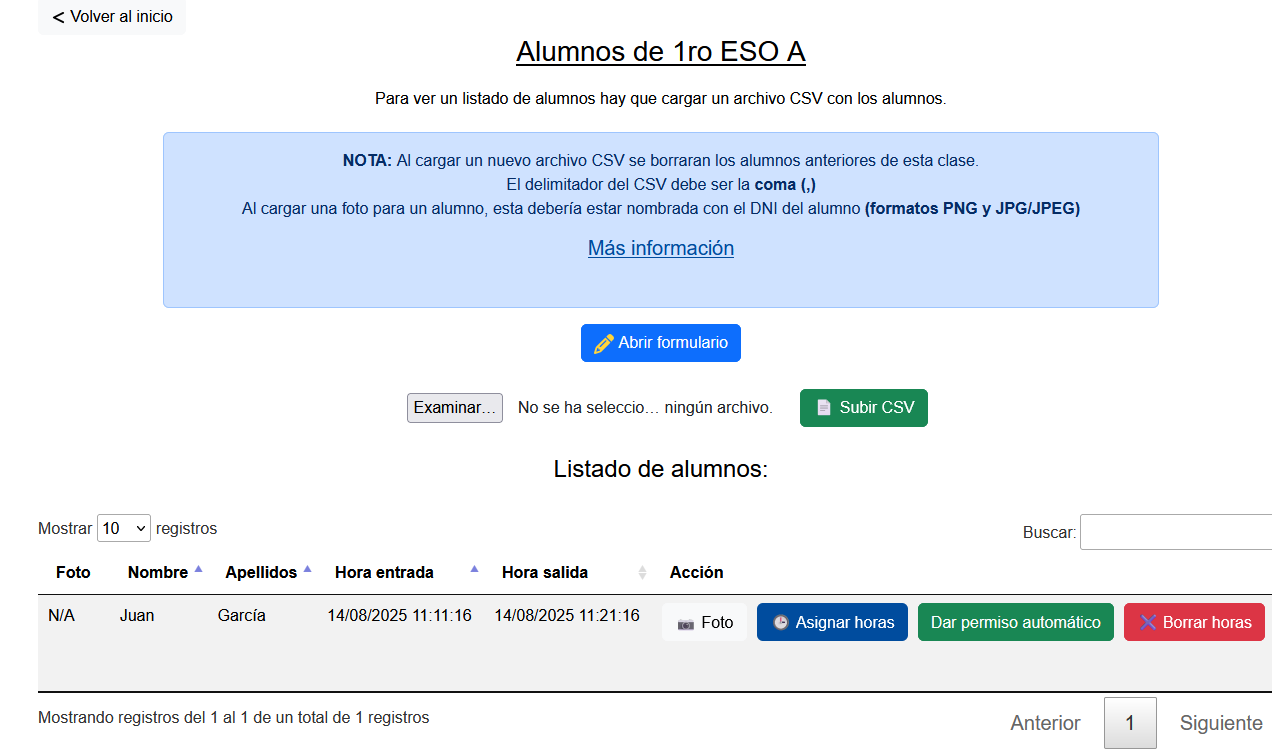 < Volver al inicio
Alumnos de 1ro ESO A
Para ver un listado de alumnos hay que cargar un archivo CSV con los alumnos.
NOTA: Al cargar un nuevo archivo CSV se borraran los alumnos anteriores de esta clase.
El delimitador del CSV debe ser la coma (,)
Al cargar una foto para un alumno, esta debería estar nombrada con el DNI del alumno (formatos PNG y JPG/JPEG)
Más información
Abrir formulario
Examinar... No se ha seleccio... ningún archivo. Subir CSV
Listado de alumnos:
Mostrar 10 registros
Buscar:
Foto Nombre Apellidos Hora entrada Hora salida Acción
N/A Juan García 14/08/2025 11:11:16 14/08/2025 11:21:16 Foto Asignar horas Dar permiso automático Borrar horas
Mostrando registros del 1 al 1 de un total de 1 registros
Anterior 1 Siguiente